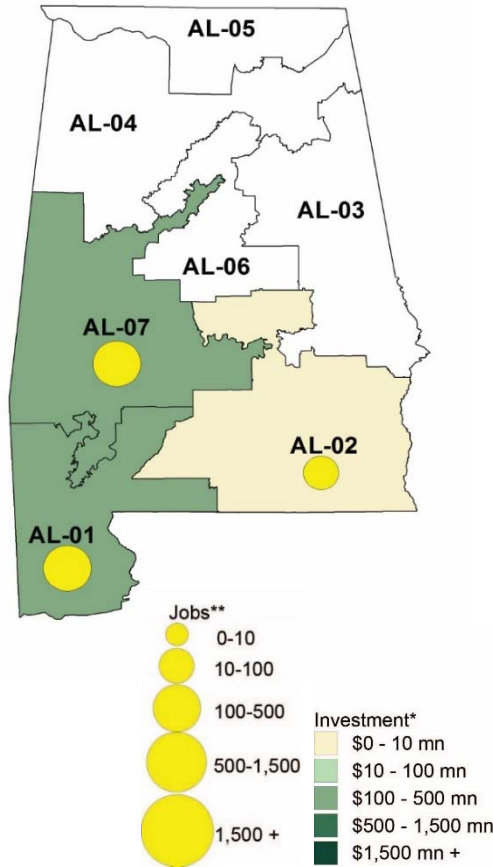 AL-05
AL-04
AL-03
AL-06
AL-07
AL-02
AL-01
Jobs**
0-10
10-100
100-500
500-1,500
1,500 +
Investment*
$0 - 10 mn
$10 - 100 mn
$100 - 500 mn
$500 - 1,500 mn
$1,500 mn +